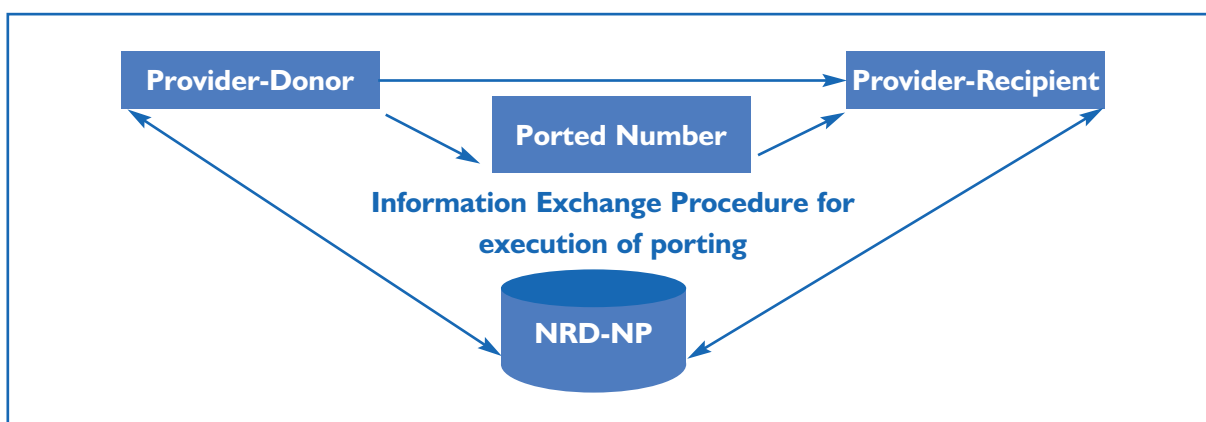 Provider-Donor
Provider-Recipient
Ported Number
Information Exchange Procedure for
execution of porting
NRD-NP